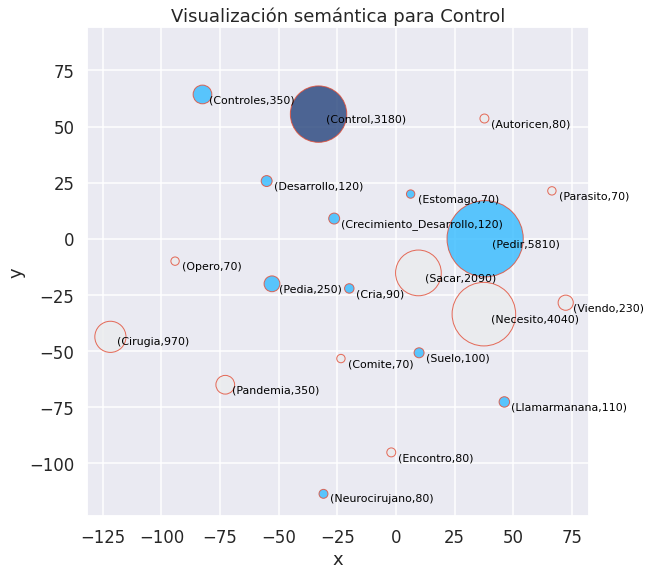 Visualización semántica para Control
75
50
25
0
−25
−50
−75
−100
y
(Controles,350)
(Control,3180)
(Autoricen,80)
(Desarrollo,120)
(Estomago,70)
(Parasito,70)
(Crecimiento_Desarrollo,120)
(Pedir,5810)
(Opero,70)
(Sacar,2090)
(Pedia,250)
(Cria,90)
(Viendo,230)
(Necesito,4040)
(Cirugia,970)
(Suelo,100)
(Comite,70)
(Pandemia,350)
(Llamarmanana,110)
(Encontro,80)
(Neurocirujano,80)
−125
−100
−75
−50
−25
0
25
50
75
x